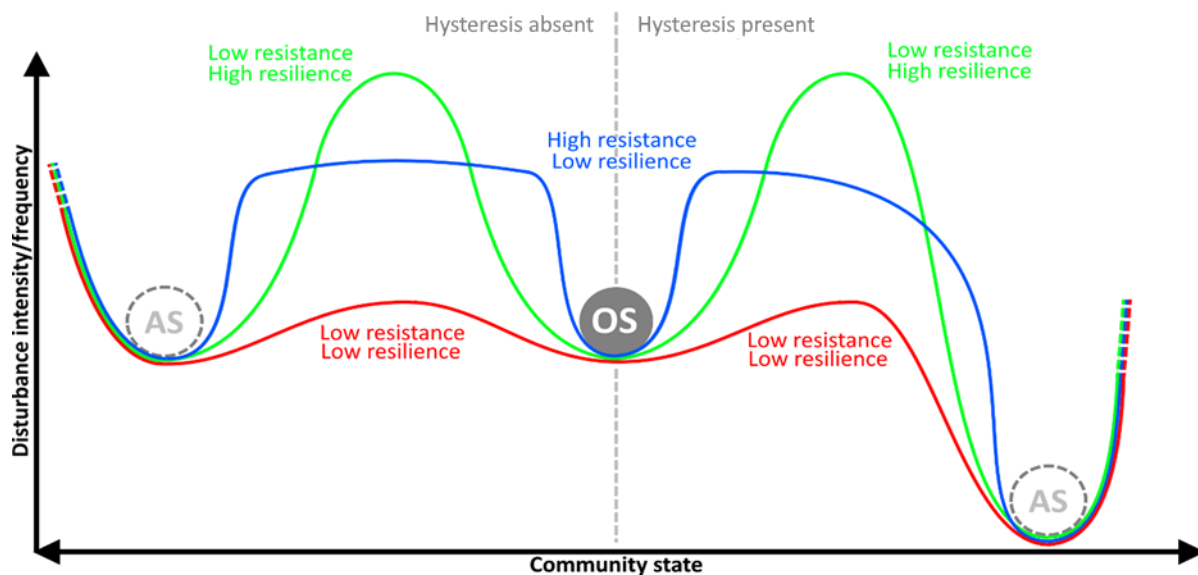 Hysteresis absent
Hysteresis present
Low resistance
High resilience
Low resistance
High resilience
High resistance
Low resilience
AS
OS
Low resistance
Low resilience
Low resistance
Low resilience
AS
Disturbance intensity/frequency
Community state